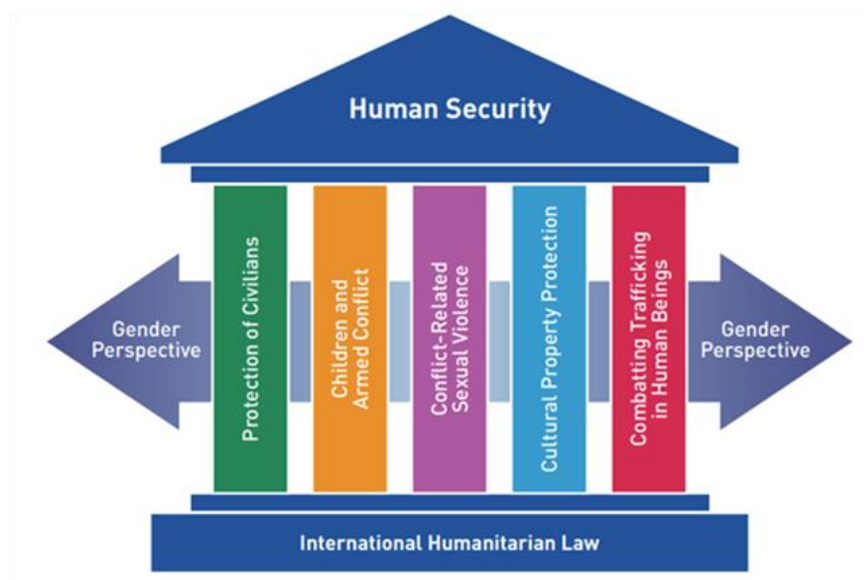 Human Security
Gender
Perspective
Protection of Civilians
Children and
Armed Conflict
Conflict-Related
Sexual Violence
Cultural Property Protection
Combatting Trafficking
in Human Beings
Gender
Perspective
International Humanitarian Law